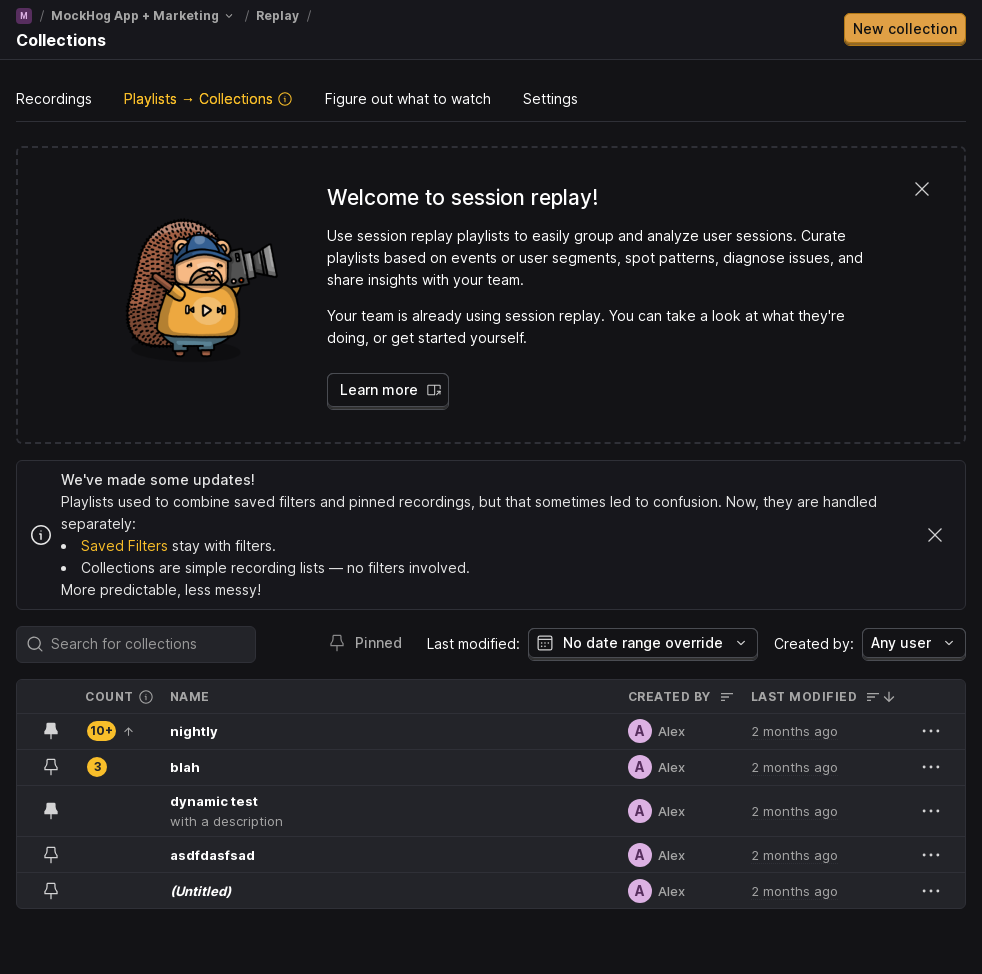 M / MockHog App + Marketing / Replay /
Collections
New collection
Recordings Playlists → Collections Figure out what to watch Settings
Welcome to session replay!
Use session replay playlists to easily group and analyze user sessions. Curate
playlists based on events or user segments, spot patterns, diagnose issues, and
share insights with your team.
Your team is already using session replay. You can take a look at what they're
doing, or get started yourself.
Learn more
We've made some updates!
Playlists used to combine saved filters and pinned recordings, but that sometimes led to confusion. Now, they are handled
separately:
• Saved Filters stay with filters.
• Collections are simple recording lists — no filters involved.
More predictable, less messy!
Search for collections Pinned Last modified: No date range override Created by: Any user
COUNT NAME CREATED BY LAST MODIFIED
10+ nightly A Alex 2 months ago
3 blah A Alex 2 months ago
dynamic test
with a description A Alex 2 months ago
asdfdasfsad A Alex 2 months ago
(Untitled) A Alex 2 months ago